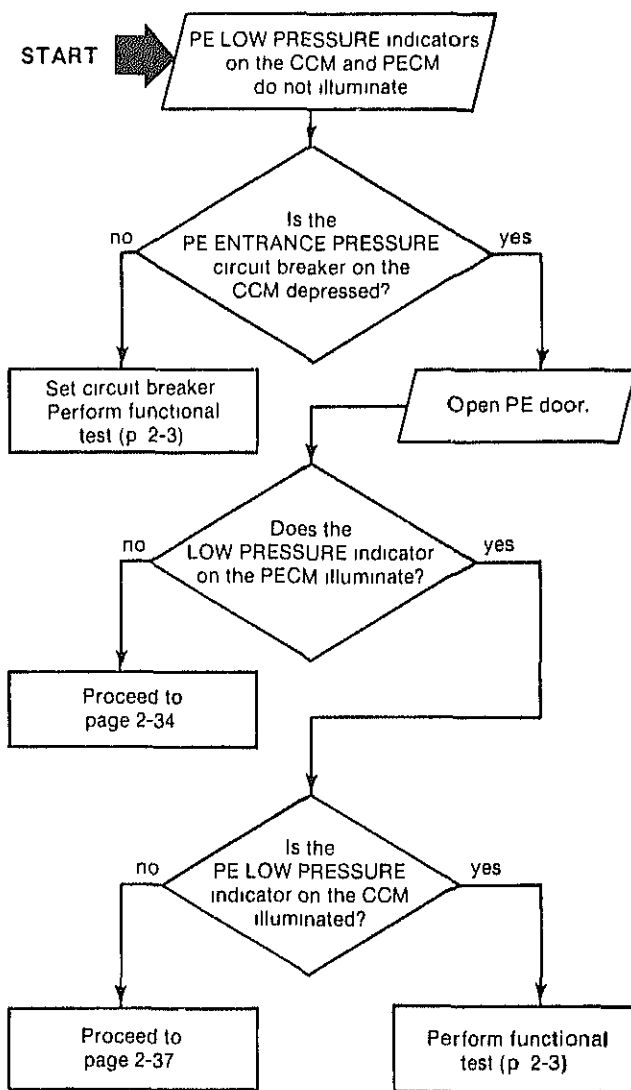 START
PE LOW PRESSURE indicators
on the CCM and PECM
do not illuminate
Is the
PE ENTRANCE PRESSURE
circuit breaker on the
CCM depressed?
no
yes
Set circuit breaker
Perform functional
test (p 2-3)
Open PE door.
Does the
LOW PRESSURE indicator
on the PECM illuminate?
no
yes
Proceed to
page 2-34
Is the
PE LOW PRESSURE
indicator on the CCM
illuminated?
no
yes
Proceed to
page 2-37
Perform functional
test (p 2-3)